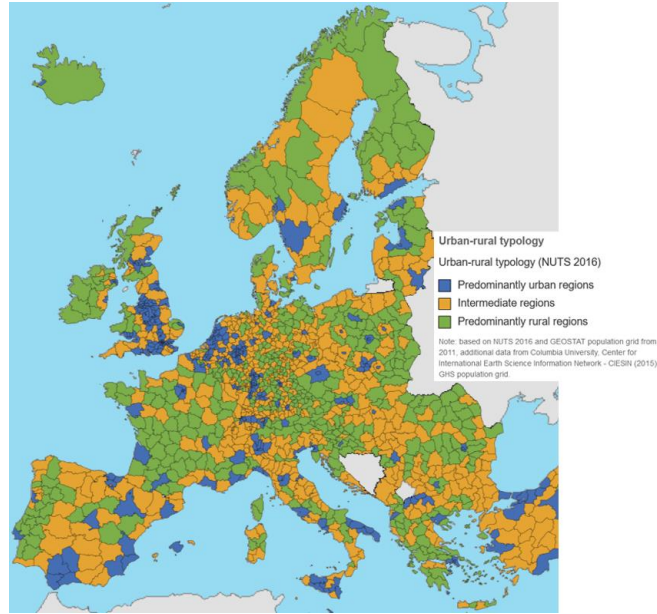 Urban-rural typology
Urban-rural typology (NUTS 2016)
Predominantly urban regions
Intermediate regions
Predominantly rural regions
Note: based on NUTS 2016 and GEOSTAT population grid from
2011, additional data from Columbia University, Center for
International Earth Science Information Network - CIESIN (2015)
GHS population grid.